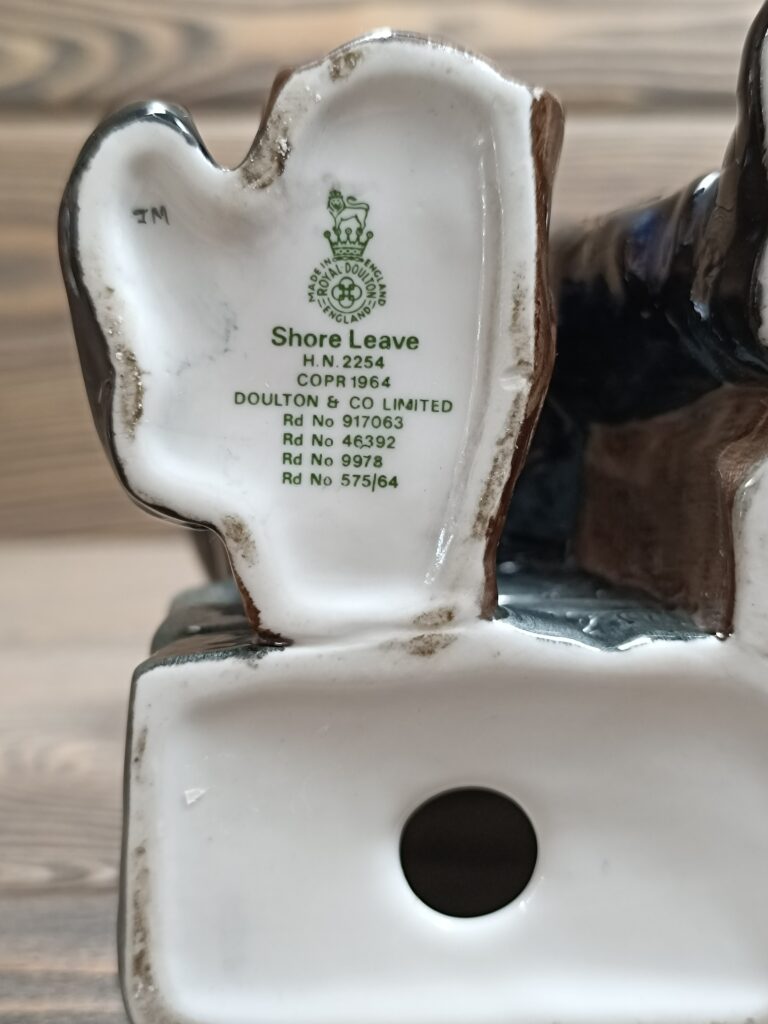 JM
MADE IN ENGLAND
ROYAL DOULTON
ENGLAND
Shore Leave
H.N. 2254
COPR 1964
DOULTON & CO LIMITED
Rd No 917063
Rd No 46392
Rd No 9978
Rd No 575/64